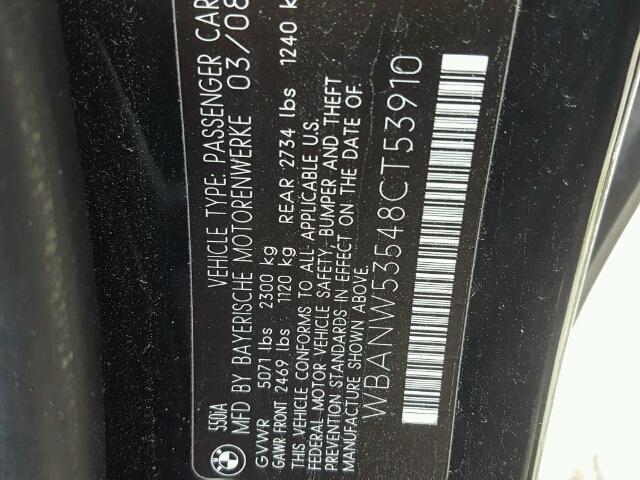 550iA
VEHICLE TYPE: PASSENGER CAR
MFD BY BAYERISCHE MOTORENWERKE 03/08
GVWR 5071 lbs 2300 kg
GAWR FRONT 2469 lbs 1120 kg REAR 2734 lbs 1240 k
THIS VEHICLE CONFORMS TO ALL APPLICABLE U.S.
FEDERAL MOTOR VEHICLE SAFETY, BUMPER AND THEFT
PREVENTION STANDARDS IN EFFECT ON THE DATE OF
MANUFACTURE SHOWN ABOVE.
WBANW53548CT53910